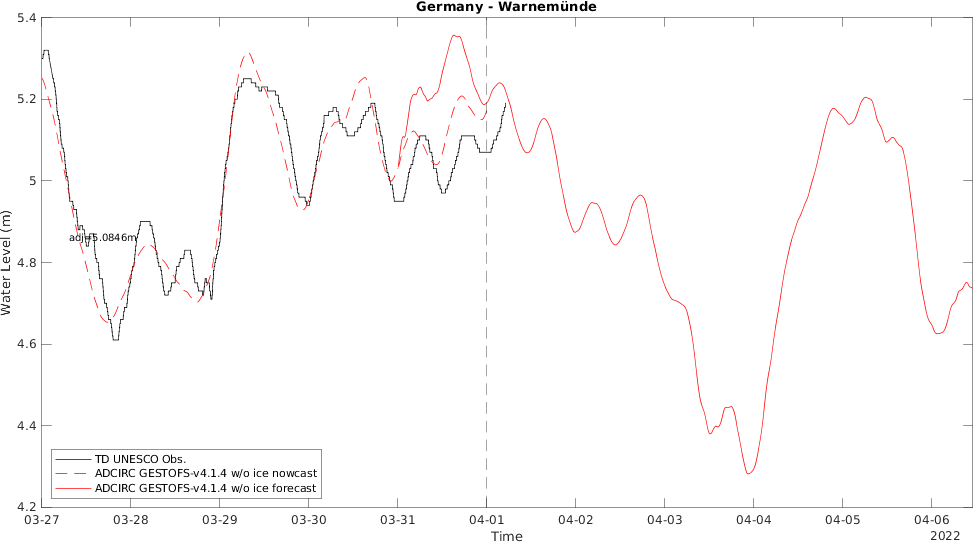 Germany - Warnemünde
5.4
5.2
5
4.8
4.6
4.4
4.2
Water Level (m)
adj=5.0846m
TD UNESCO Obs.
ADCIRC GESTOFS-v4.1.4 w/o ice nowcast
ADCIRC GESTOFS-v4.1.4 w/o ice forecast
03-27 03-28 03-29 03-30 03-31 04-01 04-02 04-03 04-04 04-05 04-06
Time
2022